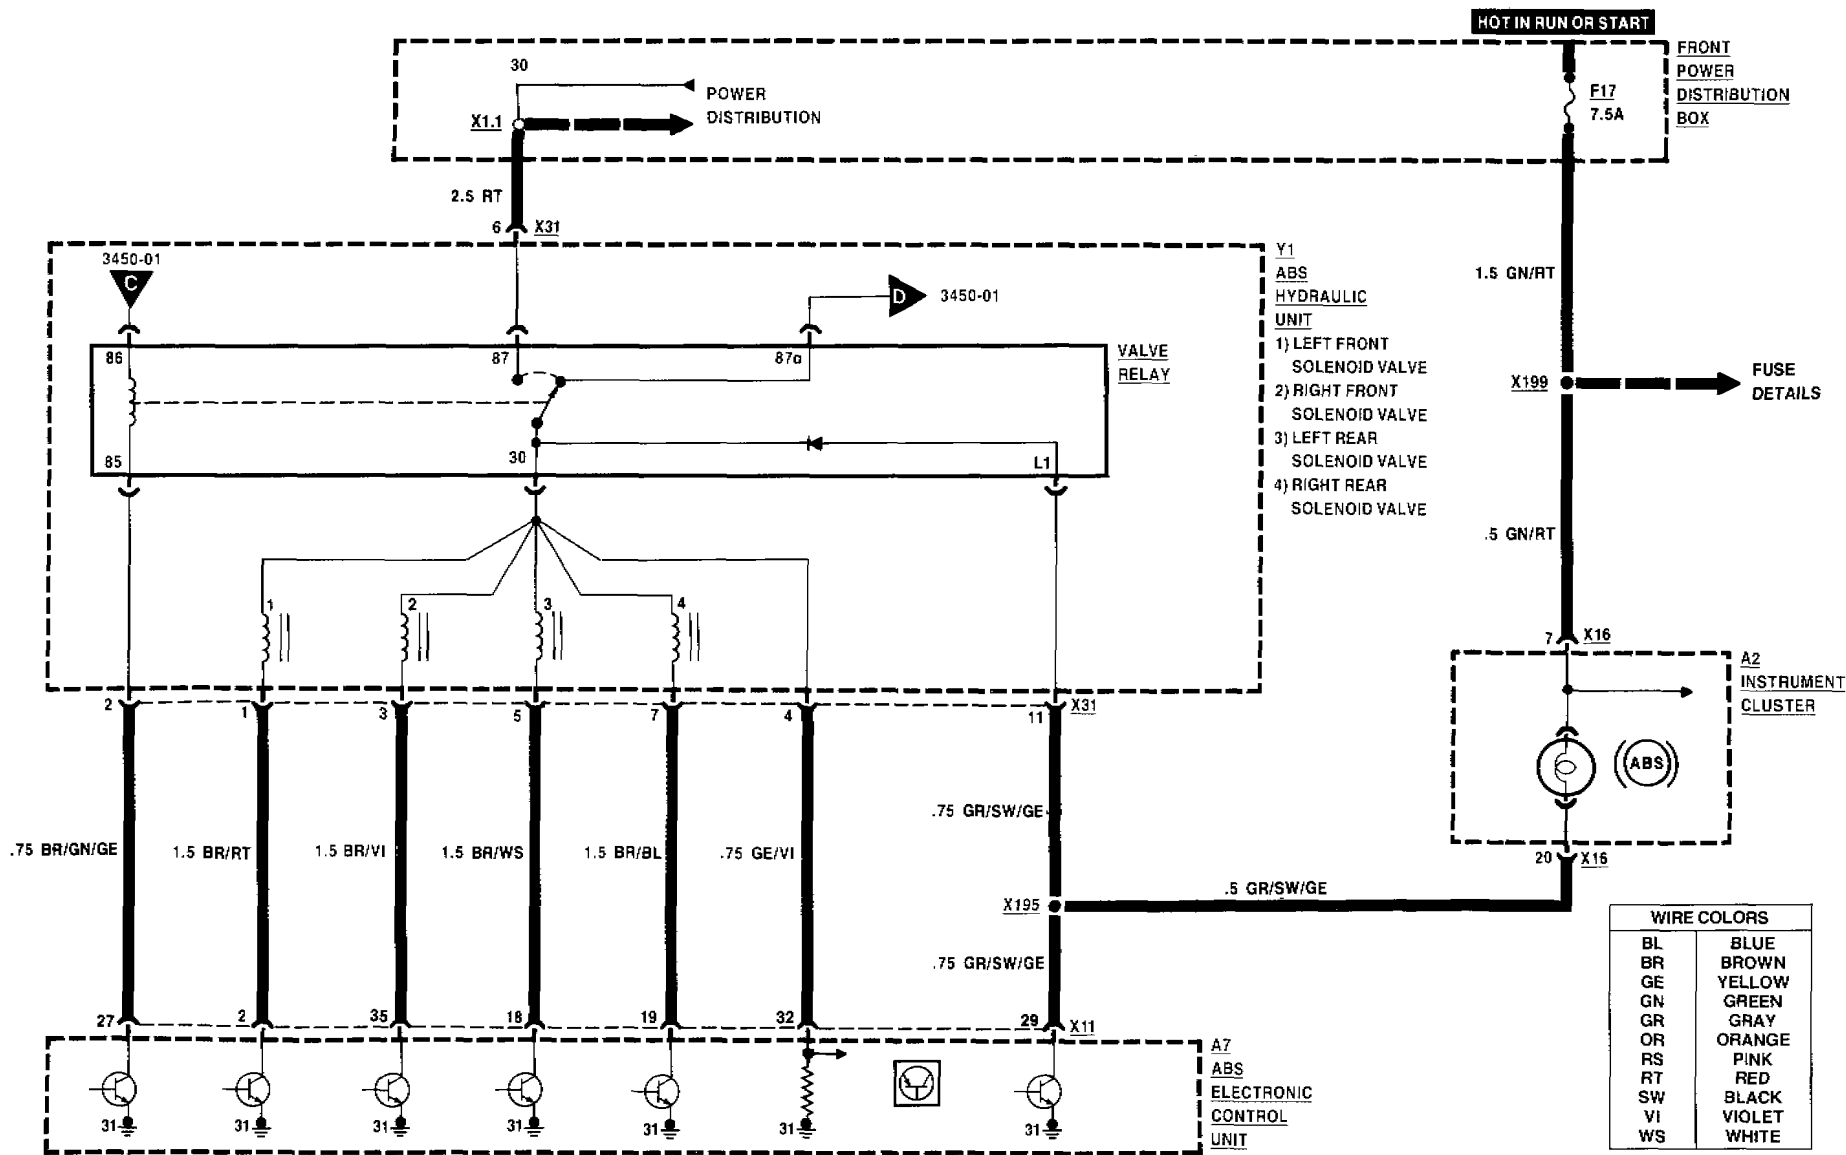 HOT IN RUN OR START
FRONT
POWER
DISTRIBUTION
BOX
30
POWER
DISTRIBUTION
X1.1
F17
7.5A
2.5 RT
6 X31
3450-01
C
D 3450-01
Y1
ABS
HYDRAULIC
UNIT
1) LEFT FRONT
SOLENOID VALVE
2) RIGHT FRONT
SOLENOID VALVE
3) LEFT REAR
SOLENOID VALVE
4) RIGHT REAR
SOLENOID VALVE
1.5 GN/RT
86 87 87a
VALVE
RELAY
X199
FUSE
DETAILS
85 30 L1
.5 GN/RT
1 2 3 4
7 X16
A2
INSTRUMENT
CLUSTER
ABS
2 1 3 5 7 4 11 X31
.75 GR/SW/GE
.75 BR/GN/GE 1.5 BR/RT 1.5 BR/VI 1.5 BR/WS 1.5 BR/BL .75 GE/VI
20 X16
.5 GR/SW/GE
X195
.75 GR/SW/GE
27 2 35 18 19 32 29 X11
A7
ABS
ELECTRONIC
CONTROL
UNIT
31 31 31 31 31 31 31
WIRE COLORS
BL BLUE
BR BROWN
GE YELLOW
GN GREEN
GR GRAY
OR ORANGE
RS PINK
RT RED
SW BLACK
VI VIOLET
WS WHITE